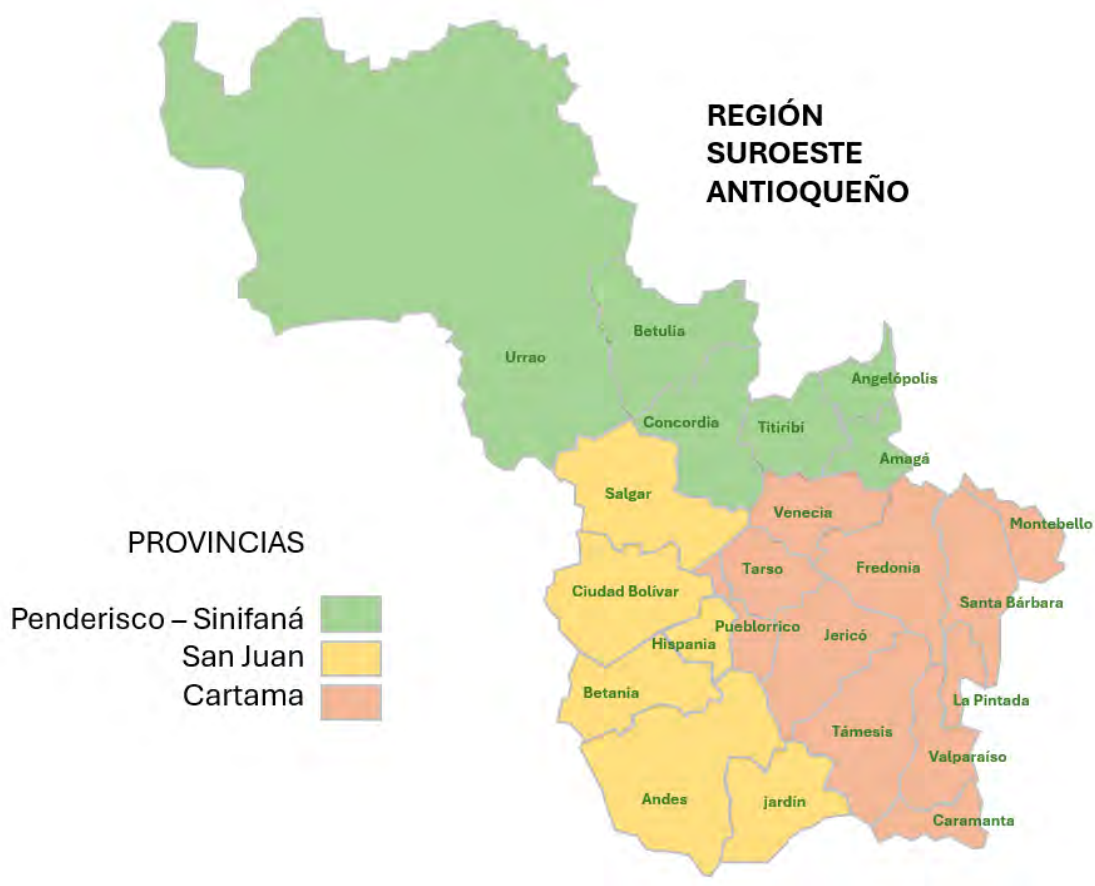 REGIÓN
SUROESTE
ANTIOQUEÑO
Betulia
Urrao
Angelópolis
Concordia
Titiribí
Amagá
Salgar
Venecia
Montebello
PROVINCIAS
Tarso
Fredonia
Ciudad Bolívar
Santa Bárbara
Penderisco – Sinifaná
Pueblorrico
Jericó
Hispania
San Juan
Betania
Cartama
La Pintada
Támesis
Valparaíso
Andes
jardín
Caramanta